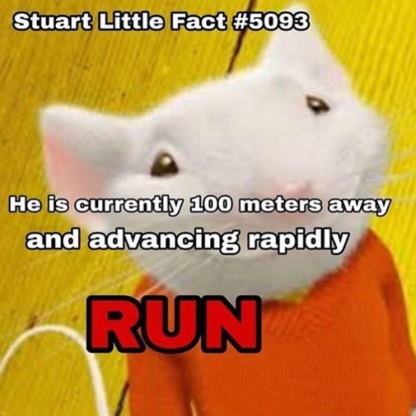 Stuart Little Fact #5093
He is currently 100 meters away
and advancing rapidly
RUN